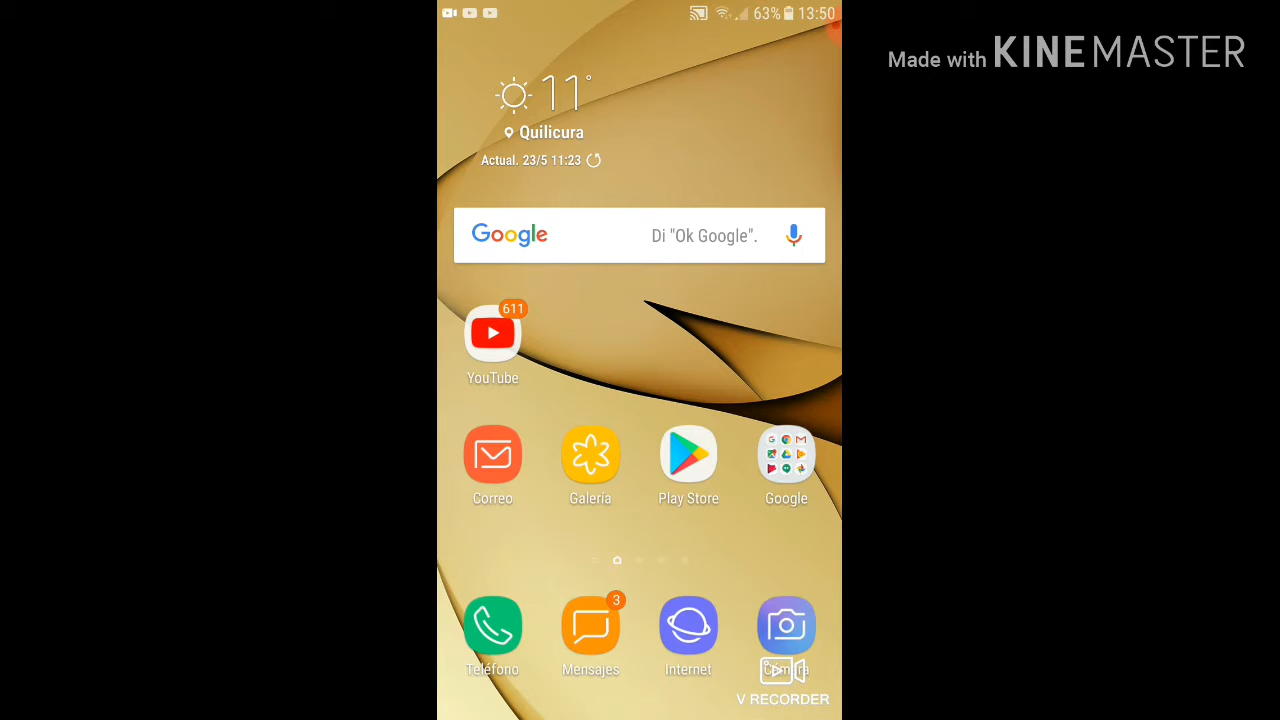 63% 13:50
Made with KINEMASTER
11°
Quilicura
Actual. 23/5 11:23
Google Di "Ok Google".
611
YouTube
Correo Galería Play Store Google
3
Teléfono Mensajes Internet Cámara
V RECORDER